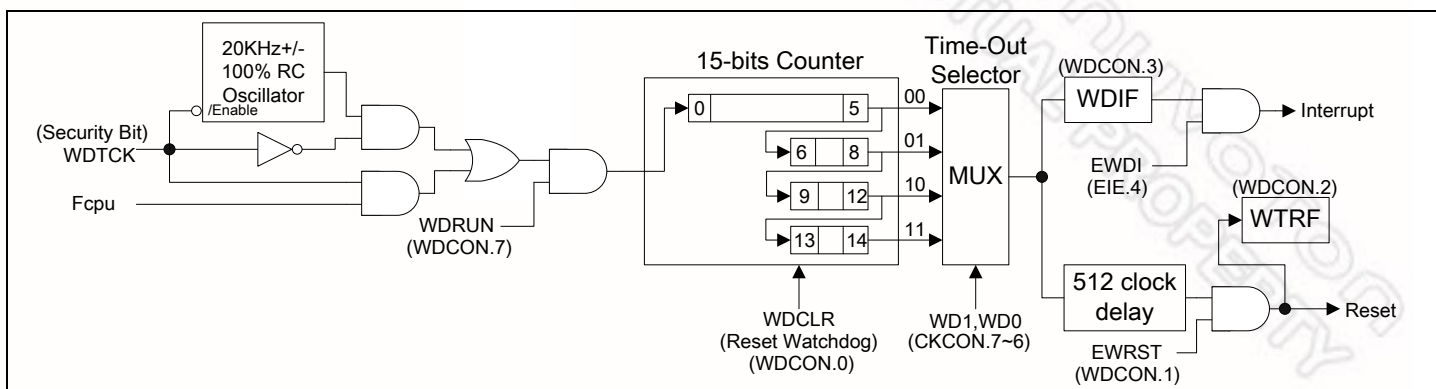 20KHz+/-
100% RC
Oscillator
/Enable
(Security Bit)
WDTCK
Fcpu
WDRUN
(WDCON.7)
15-bits Counter
0 5
6 8
9 12
13 14
00
01
10
11
WDCLR
(Reset Watchdog)
(WDCON.0)
Time-Out
Selector
MUX
WD1,WD0
(CKCON.7~6)
(WDCON.3)
WDIF
EWDI
(EIE.4)
Interrupt
(WDCON.2)
WTRF
512 clock
delay
EWRST
(WDCON.1)
Reset